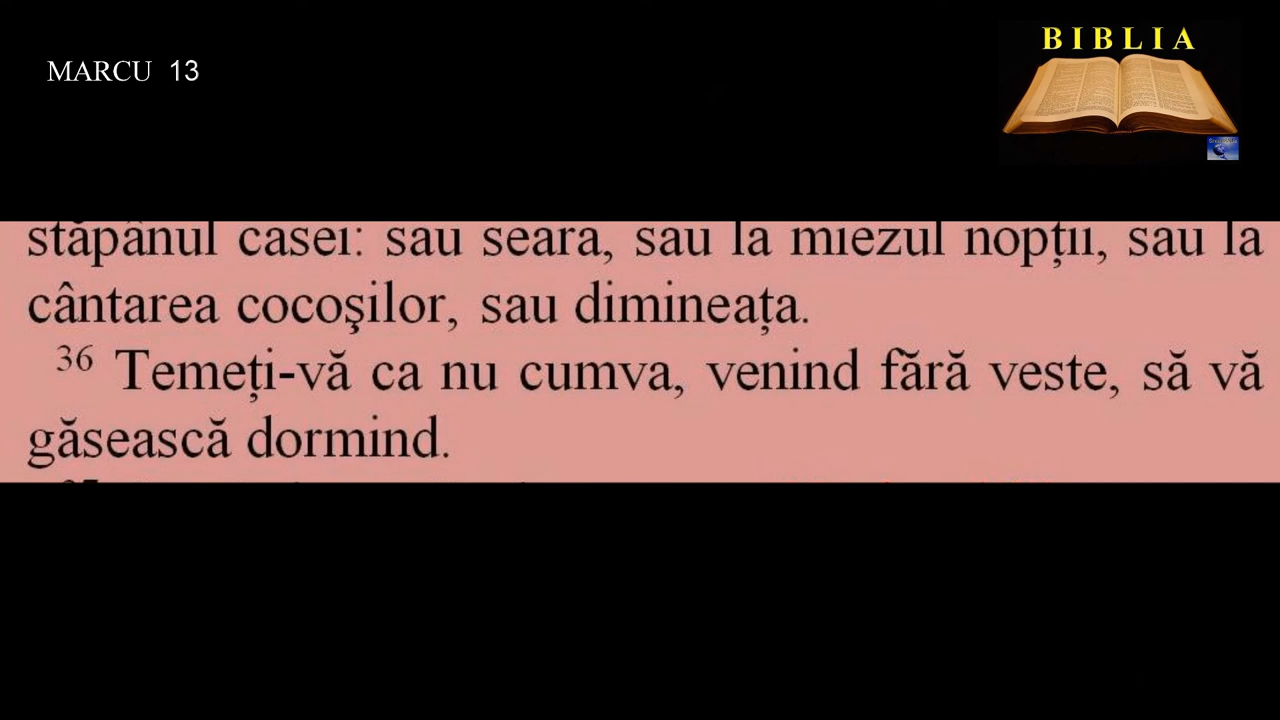 BIBLIA
MARCU 13
stăpânul casei: sau seara, sau la miezul nopții, sau la
cântarea cocoşilor, sau dimineața.
36 Temeți-vă ca nu cumva, venind fără veste, să vă
găsească dormind.